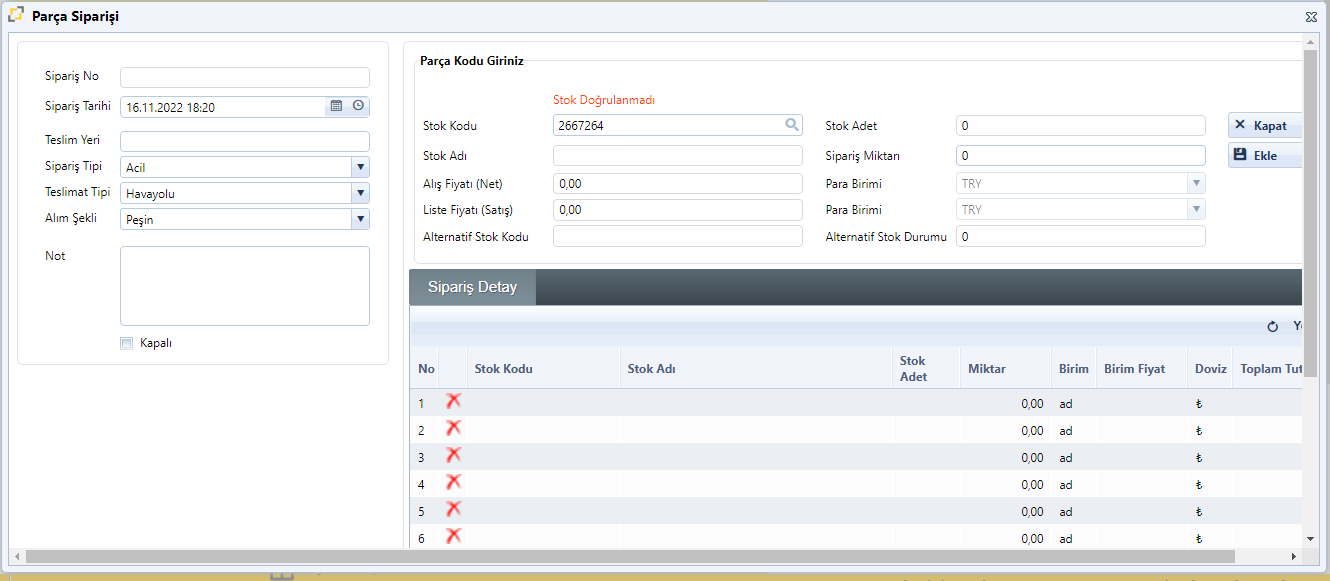 Parça Siparişi
Sipariş No
Sipariş Tarihi 16.11.2022 18:20
Teslim Yeri
Sipariş Tipi Acil
Teslimat Tipi Havayolu
Alım Şekli Peşin
Not
Kapalı
Parça Kodu Giriniz
Stok Doğrulanmadı
Stok Kodu 2667264 Stok Adet 0 Kapat
Stok Adı Sipariş Miktarı 0 Ekle
Alış Fiyatı (Net) 0,00 Para Birimi TRY
Liste Fiyatı (Satış) 0,00 Para Birimi TRY
Alternatif Stok Kodu Alternatif Stok Durumu 0
Sipariş Detay
No Stok Kodu Stok Adı Stok Adet Miktar Birim Birim Fiyat Doviz Toplam Tut
1 0,00 ad ₺
2 0,00 ad ₺
3 0,00 ad ₺
4 0,00 ad ₺
5 0,00 ad ₺
6 0,00 ad ₺